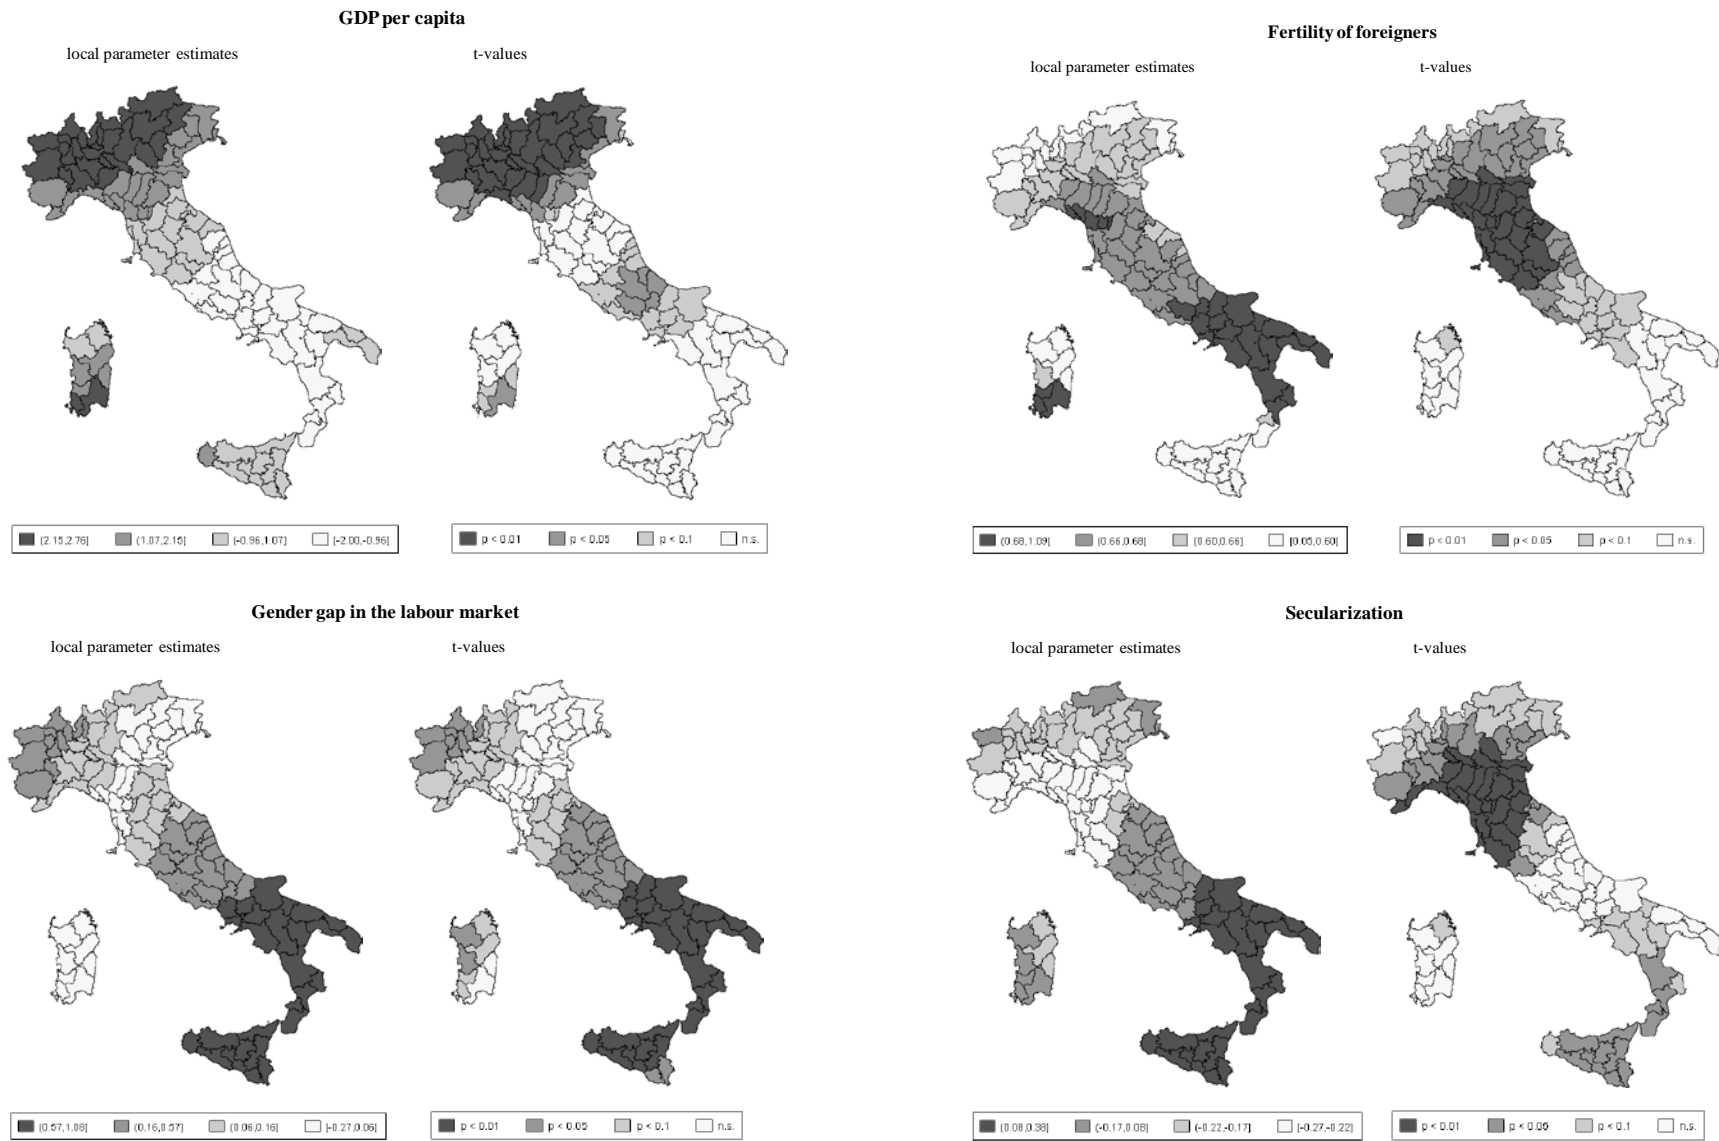 GDP per capita
local parameter estimates
t-values
(2.15,2.76] (1.07,2.15] (-0.96,1.07] [-2.00,-0.96]
p < 0.01 p < 0.05 p < 0.1 n.s.
Fertility of foreigners
local parameter estimates
t-values
(0.68,1.09] (0.66,0.68] (0.60,0.66] [0.05,0.60]
p < 0.01 p < 0.05 p < 0.1 n.s.
Gender gap in the labour market
local parameter estimates
t-values
(0.57,1.08] (0.16,0.57] (0.06,0.16] [-0.27,0.06]
p < 0.01 p < 0.05 p < 0.1 n.s.
Secularization
local parameter estimates
t-values
(0.08,0.38] (-0.17,0.08] (-0.22,-0.17] [-0.27,-0.22]
p < 0.01 p < 0.05 p < 0.1 n.s.